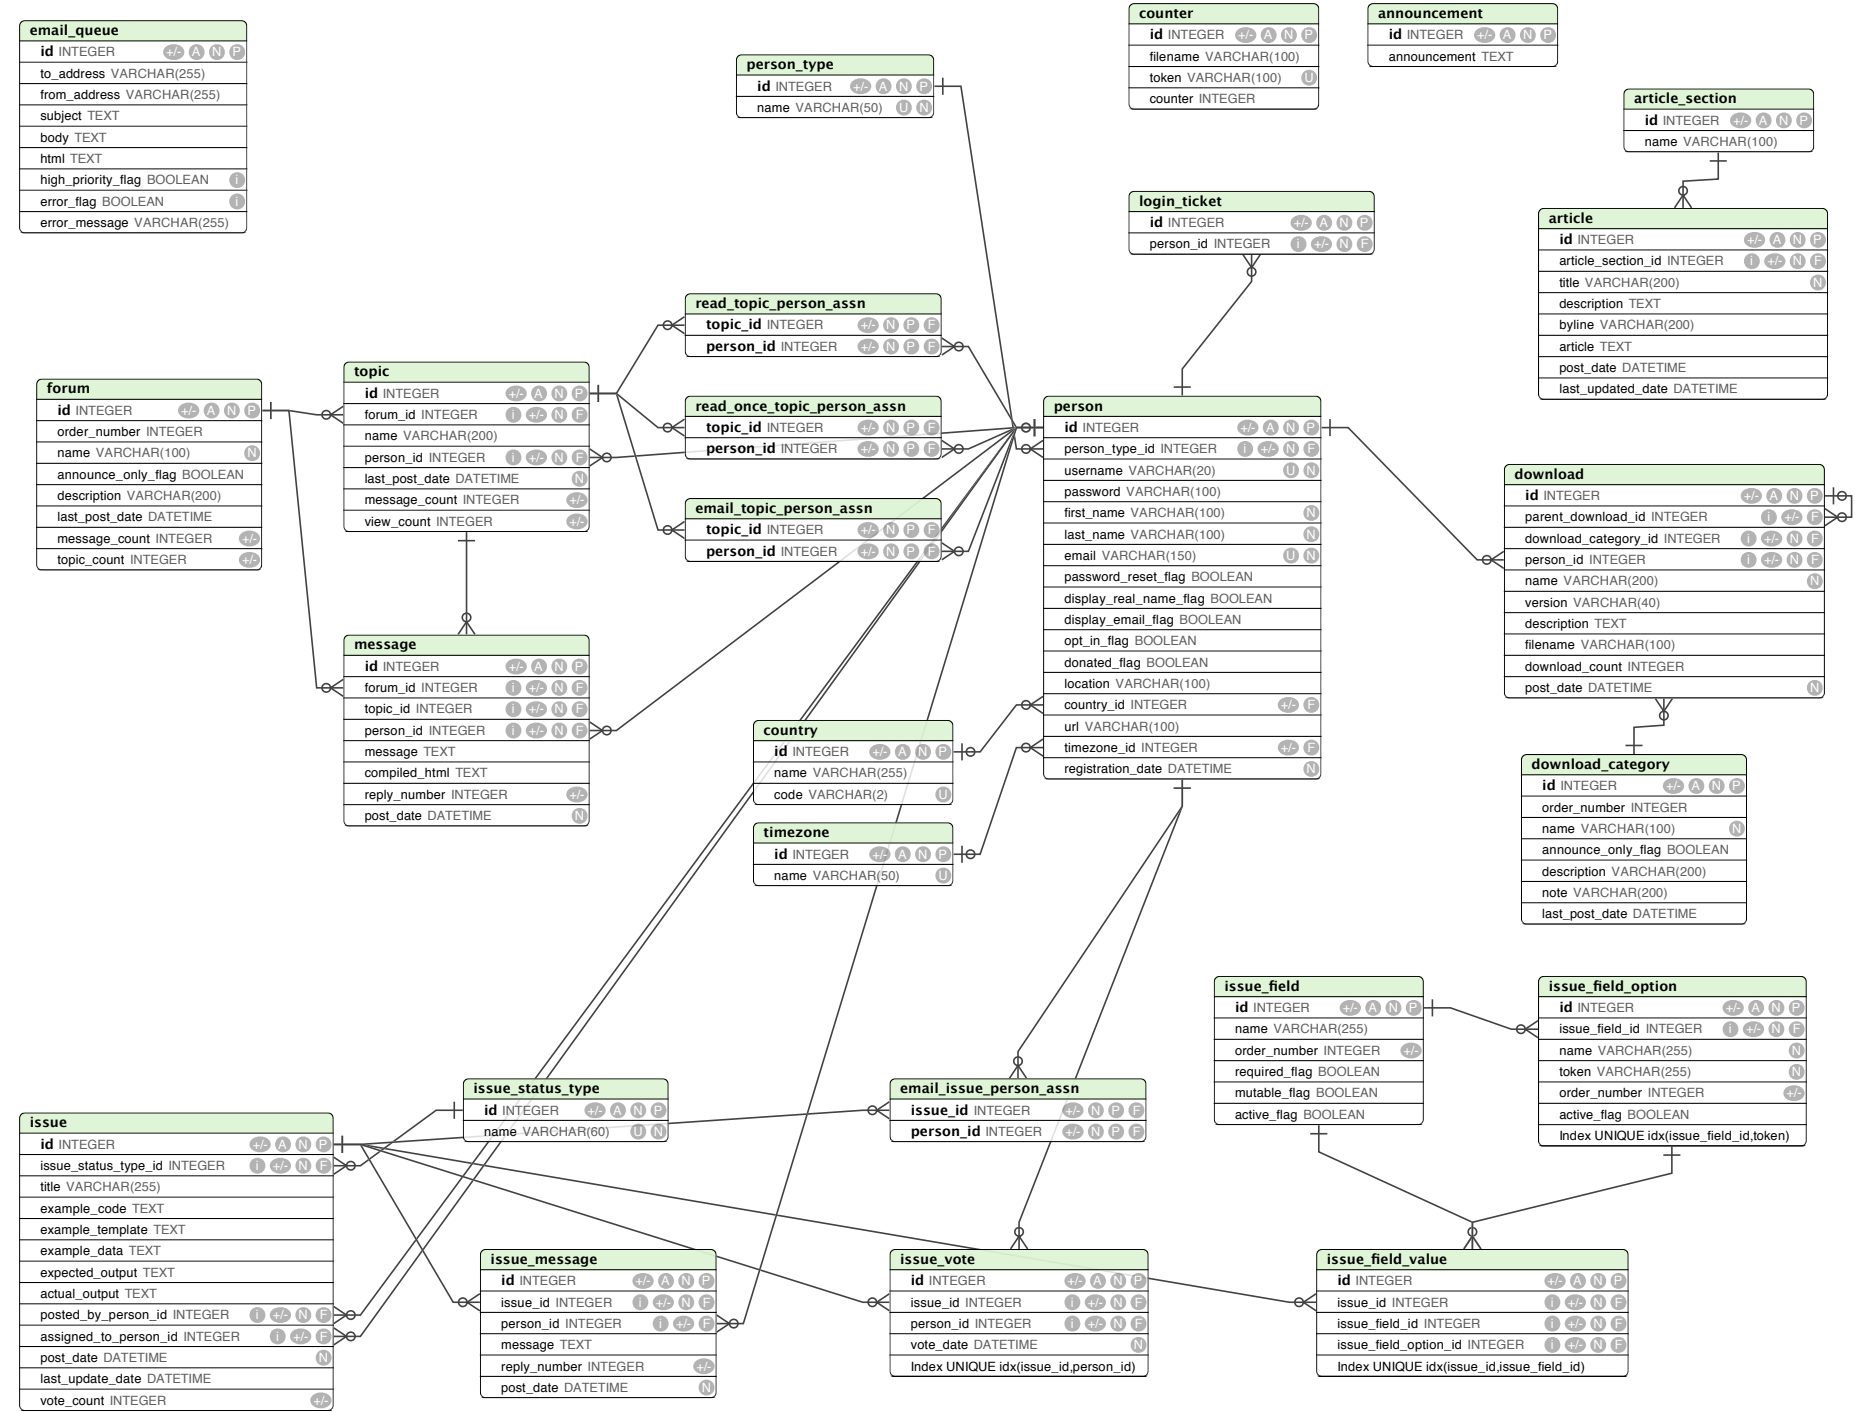 email_queue
id INTEGER +/- A N P
to_address VARCHAR(255)
from_address VARCHAR(255)
subject TEXT
body TEXT
html TEXT
high_priority_flag BOOLEAN i
error_flag BOOLEAN i
error_message VARCHAR(255)
person_type
id INTEGER +/- A N P
name VARCHAR(50) U N
counter
id INTEGER +/- A N P
filename VARCHAR(100)
token VARCHAR(100) U
counter INTEGER
announcement
id INTEGER +/- A N P
announcement TEXT
article_section
id INTEGER +/- A N P
name VARCHAR(100)
login_ticket
id INTEGER +/- A N P
person_id INTEGER i +/- N F
article
id INTEGER +/- A N P
article_section_id INTEGER i +/- N F
title VARCHAR(200) N
description TEXT
byline VARCHAR(200)
article TEXT
post_date DATETIME
last_updated_date DATETIME
read_topic_person_assn
topic_id INTEGER +/- N P F
person_id INTEGER +/- N P F
forum
id INTEGER +/- A N P
order_number INTEGER
name VARCHAR(100) N
announce_only_flag BOOLEAN
description VARCHAR(200)
last_post_date DATETIME
message_count INTEGER +/-
topic_count INTEGER +/-
topic
id INTEGER +/- A N P
forum_id INTEGER i +/- N F
name VARCHAR(200)
person_id INTEGER i +/- N F
last_post_date DATETIME N
message_count INTEGER +/-
view_count INTEGER +/-
read_once_topic_person_assn
topic_id INTEGER +/- N P F
person_id INTEGER +/- N P F
email_topic_person_assn
topic_id INTEGER +/- N P F
person_id INTEGER +/- N P F
person
id INTEGER +/- A N P
person_type_id INTEGER i +/- N F
username VARCHAR(20) U N
password VARCHAR(100)
first_name VARCHAR(100) N
last_name VARCHAR(100) N
email VARCHAR(150) U N
password_reset_flag BOOLEAN
display_real_name_flag BOOLEAN
display_email_flag BOOLEAN
opt_in_flag BOOLEAN
donated_flag BOOLEAN
location VARCHAR(100)
country_id INTEGER +/- F
url VARCHAR(100)
timezone_id INTEGER +/- F
registration_date DATETIME N
download
id INTEGER +/- A N P
parent_download_id INTEGER i +/- F
download_category_id INTEGER i +/- N F
person_id INTEGER i +/- N F
name VARCHAR(200) N
version VARCHAR(40)
description TEXT
filename VARCHAR(100)
download_count INTEGER
post_date DATETIME N
message
id INTEGER +/- A N P
forum_id INTEGER i +/- N F
topic_id INTEGER i +/- N F
person_id INTEGER i +/- N F
message TEXT
compiled_html TEXT
reply_number INTEGER +/-
post_date DATETIME N
country
id INTEGER +/- A N P
name VARCHAR(255)
code VARCHAR(2) U
timezone
id INTEGER +/- A N P
name VARCHAR(50) U
download_category
id INTEGER +/- A N P
order_number INTEGER
name VARCHAR(100) N
announce_only_flag BOOLEAN
description VARCHAR(200)
note VARCHAR(200)
last_post_date DATETIME
issue_field
id INTEGER +/- A N P
name VARCHAR(255)
order_number INTEGER +/-
required_flag BOOLEAN
mutable_flag BOOLEAN
active_flag BOOLEAN
issue_field_option
id INTEGER +/- A N P
issue_field_id INTEGER i +/- N F
name VARCHAR(255) N
token VARCHAR(255) N
order_number INTEGER +/-
active_flag BOOLEAN
Index UNIQUE idx(issue_field_id,token)
issue_status_type
id INTEGER +/- A N P
name VARCHAR(60) U N
email_issue_person_assn
issue_id INTEGER +/- N P F
person_id INTEGER +/- N P F
issue
id INTEGER +/- A N P
issue_status_type_id INTEGER i +/- N F
title VARCHAR(255)
example_code TEXT
example_template TEXT
example_data TEXT
expected_output TEXT
actual_output TEXT
posted_by_person_id INTEGER i +/- N F
assigned_to_person_id INTEGER i +/- F
post_date DATETIME N
last_update_date DATETIME
vote_count INTEGER +/-
issue_message
id INTEGER +/- A N P
issue_id INTEGER i +/- N F
person_id INTEGER i +/- F
message TEXT
reply_number INTEGER +/-
post_date DATETIME N
issue_vote
id INTEGER +/- A N P
issue_id INTEGER i +/- N F
person_id INTEGER i +/- N F
vote_date DATETIME N
Index UNIQUE idx(issue_id,person_id)
issue_field_value
id INTEGER +/- A N P
issue_id INTEGER i +/- N F
issue_field_id INTEGER i +/- N F
issue_field_option_id INTEGER i +/- N F
Index UNIQUE idx(issue_id,issue_field_id)